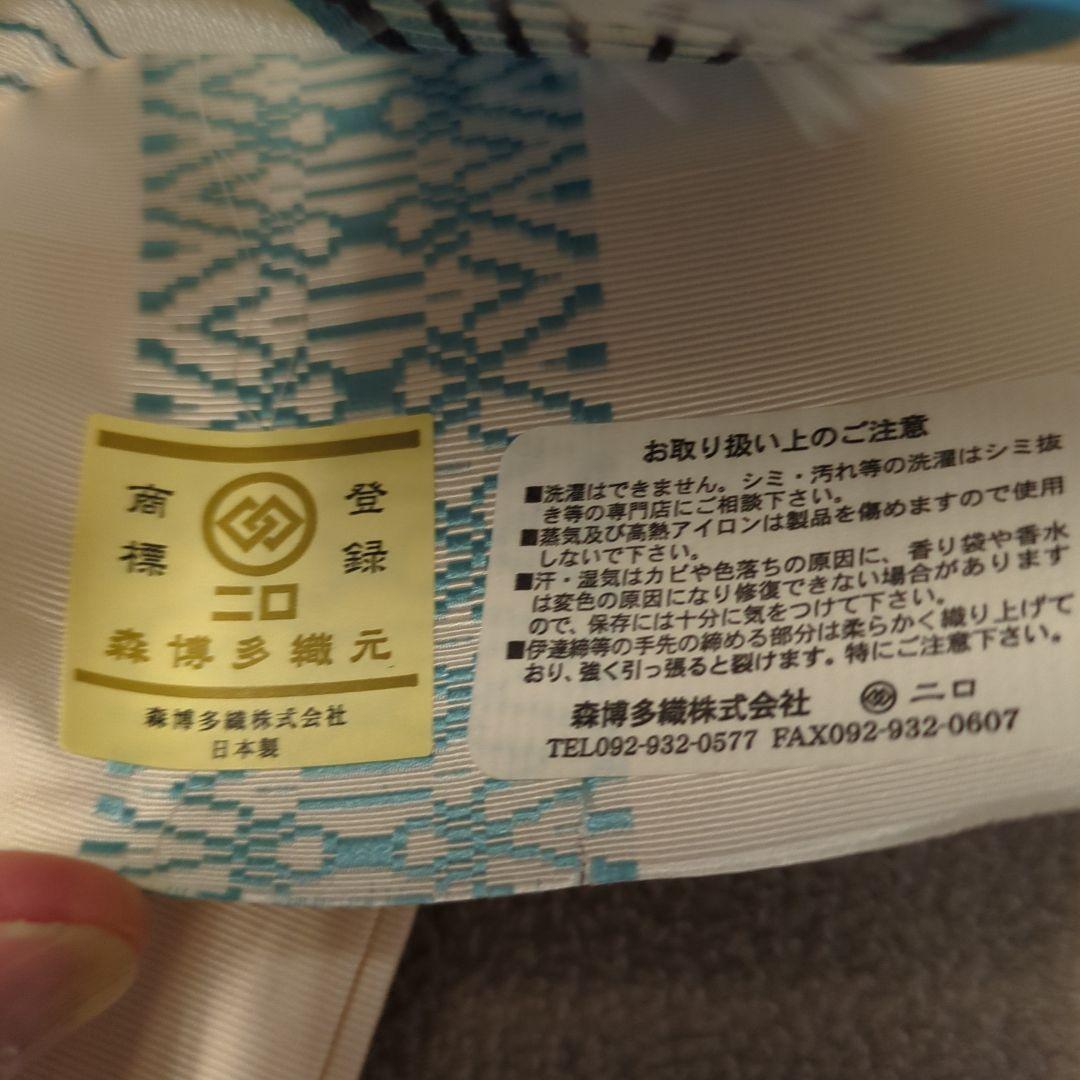 登録
商標
二口
森博多織元
森博多織株式会社
日本製
お取り扱い上のご注意
■洗濯はできません。シミ・汚れ等の洗濯はシミ抜
き等の専門店にご相談下さい。
■蒸気及び高熱アイロンは製品を傷めますので使用
しないで下さい。
■汗・湿気はカビや色落ちの原因に、香り袋や香水
は変色の原因になり修復できない場合があります
ので、保存には十分に気をつけて下さい。
■伊達締等の手先の締める部分は柔らかく織り上げて
おり、強く引っ張ると裂けます。特にご注意下さい。
森博多織株式会社 二口
TEL092-932-0577 FAX092-932-0607